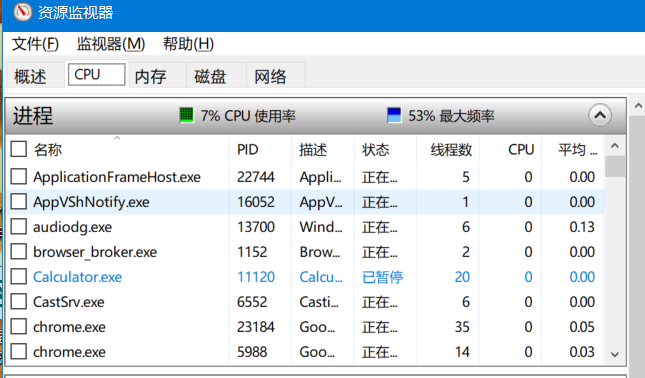 资源监视器
文件(F) 监视器(M) 帮助(H)
概述 CPU 内存 磁盘 网络
进程 7% CPU 使用率 53% 最大频率
名称 PID 描述 状态 线程数 CPU 平均 ...
ApplicationFrameHost.exe 22744 Appli... 正在... 5 0 0.00
AppVShNotify.exe 16052 AppV... 正在... 1 0 0.00
audiodg.exe 13700 Wind... 正在... 6 0 0.13
browser_broker.exe 1152 Brow... 正在... 2 0 0.00
Calculator.exe 11120 Calcu... 已暂停 20 0 0.00
CastSrv.exe 6552 Casti... 正在... 6 0 0.00
chrome.exe 23184 Goo... 正在... 35 0 0.05
chrome.exe 5988 Goo... 正在... 14 0 0.03